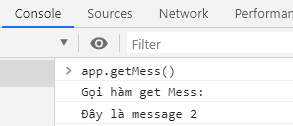 Console Sources Network Performan
Filter
> app.getMess()
Gọi hàm get Mess:
Đây là message 2